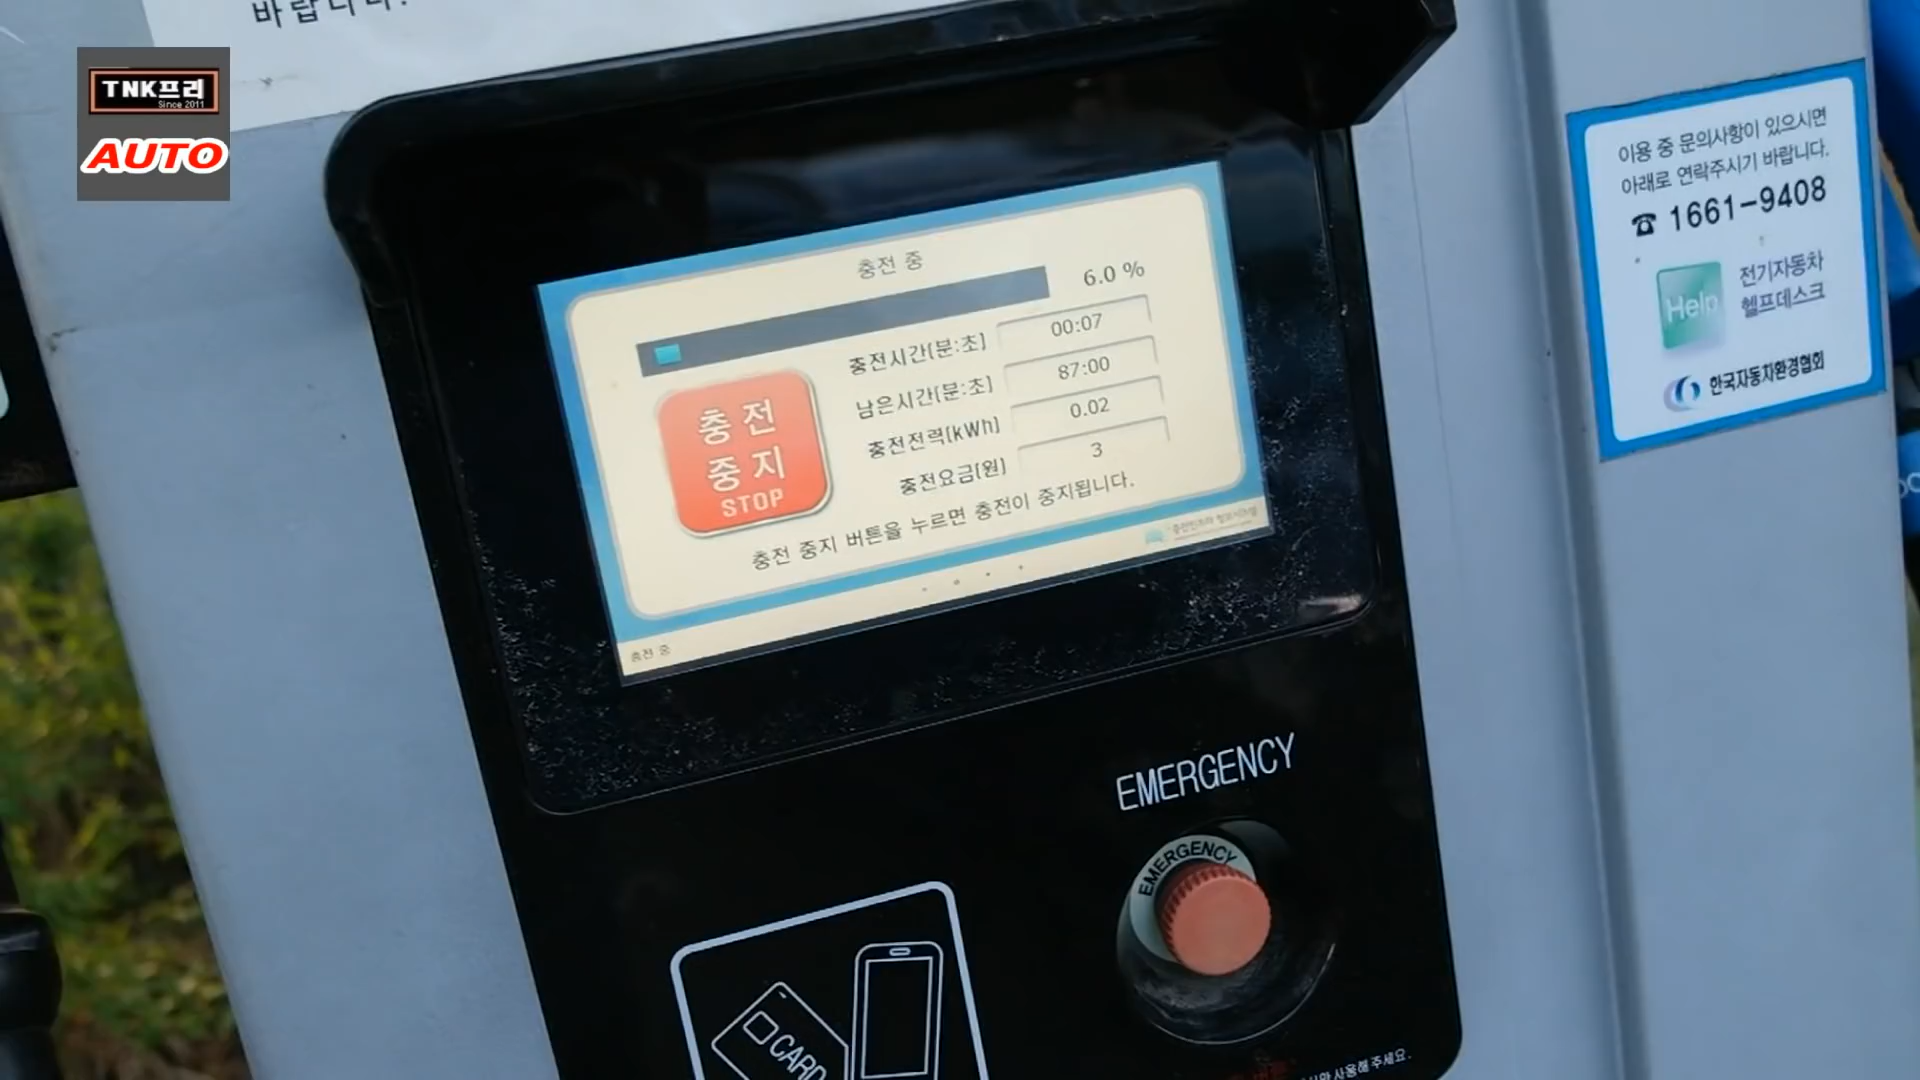 바랍니다.
TNK프리
Since 2011
AUTO
이용 중 문의사항이 있으시면
아래로 연락주시기 바랍니다.
☎ 1661-9408
Help
전기자동차
헬프데스크
한국자동차환경협회
충전 중
6.0 %
충전시간[분:초] 00:07
남은시간[분:초] 87:00
충전전력[kWh] 0.02
충전요금[원] 3
충전
중지
STOP
충전 중지 버튼을 누르면 충전이 중지됩니다.
충전 중
EMERGENCY
EMERGENCY
CARD
사용해 주세요.